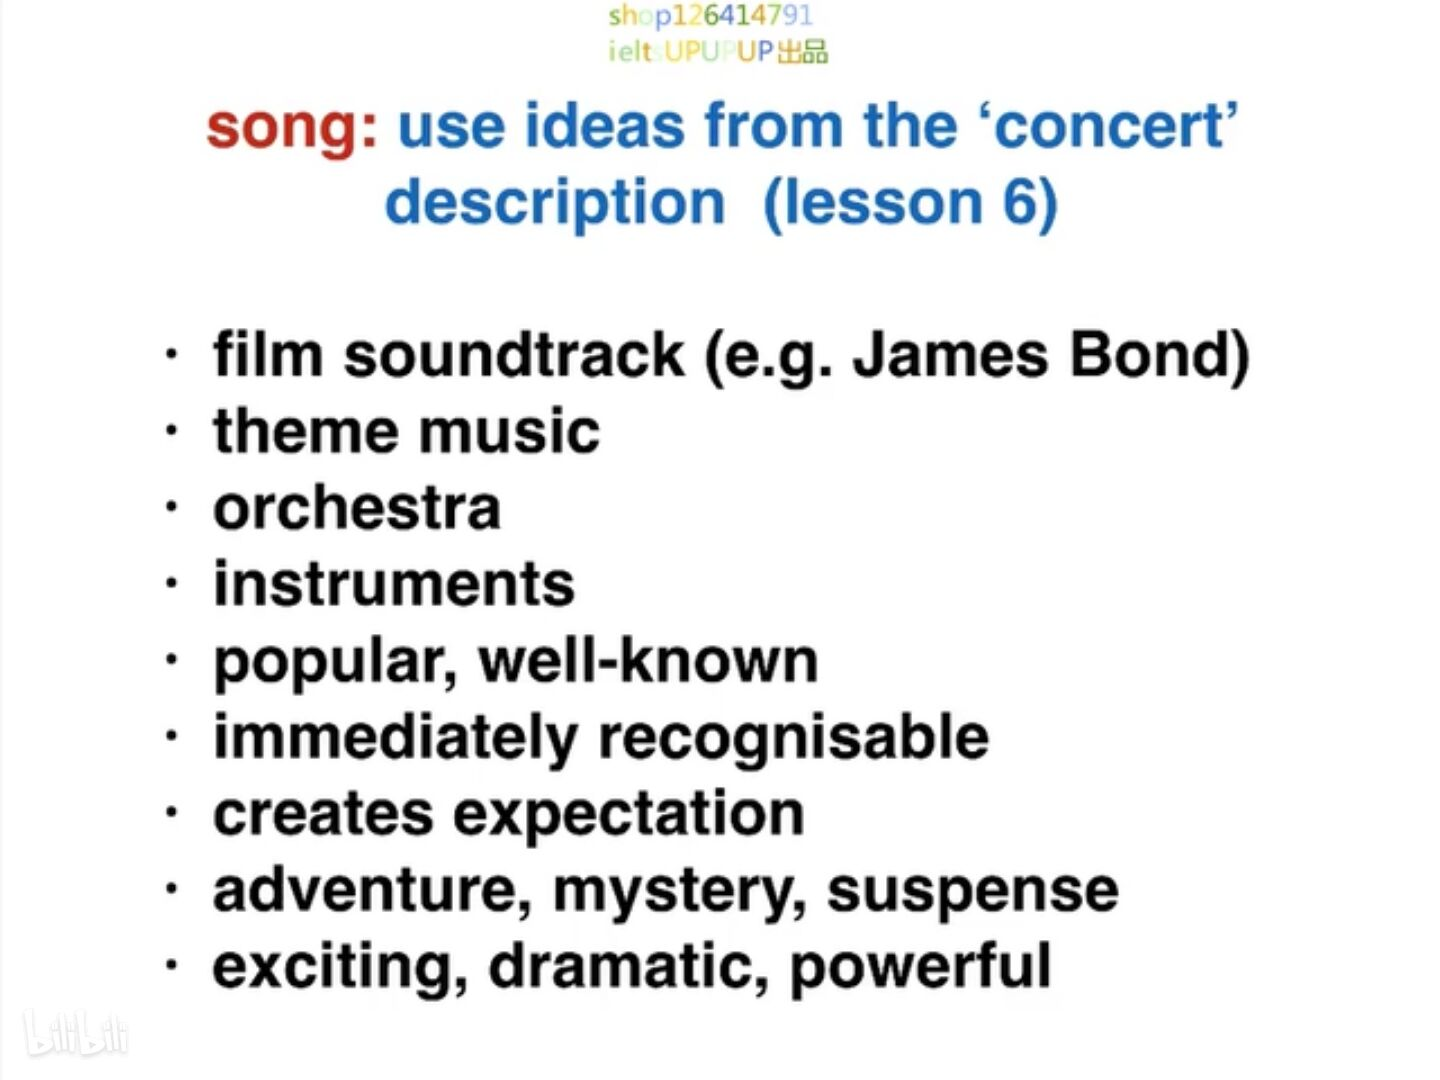 shop126414791
ieltsUPUPUP出品
song: use ideas from the ‘concert’
description (lesson 6)
· film soundtrack (e.g. James Bond)
· theme music
· orchestra
· instruments
· popular, well-known
· immediately recognisable
· creates expectation
· adventure, mystery, suspense
· exciting, dramatic, powerful
bilibili